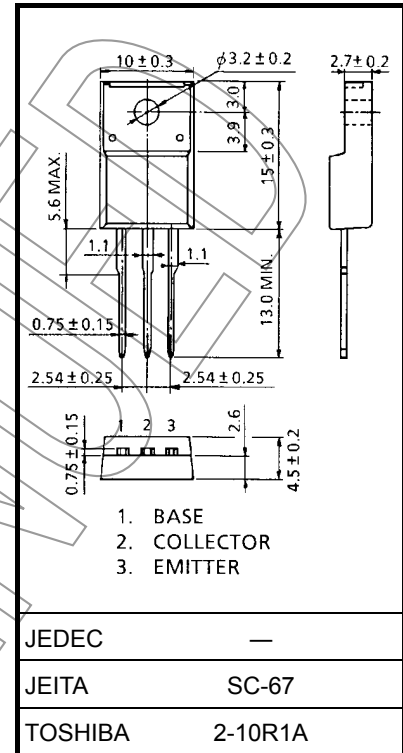 10 ± 0.3
ϕ3.2 ± 0.2
2.7± 0.2
3.0
3.9
15 ± 0.3
5.6 MAX.
1.1
1.1
13.0 MIN.
0.75 ± 0.15
2.54 ± 0.25
2.54 ± 0.25
1 2 3
0.75 ± 0.15
2.6
4.5 ± 0.2
1. BASE
2. COLLECTOR
3. EMITTER
JEDEC —
JEITA SC-67
TOSHIBA 2-10R1A